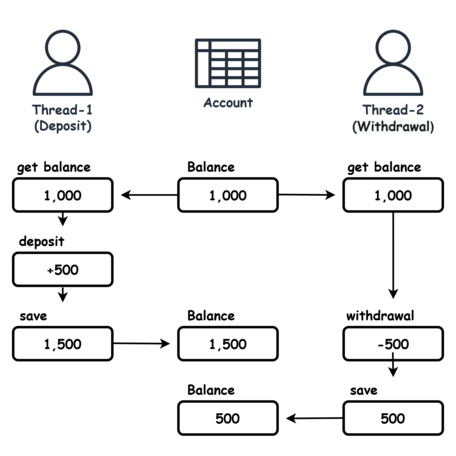 Thread-1
(Deposit)
Account
Thread-2
(Withdrawal)
get balance
Balance
get balance
1,000
1,000
1,000
deposit
+500
save
Balance
withdrawal
1,500
1,500
-500
Balance
save
500
500